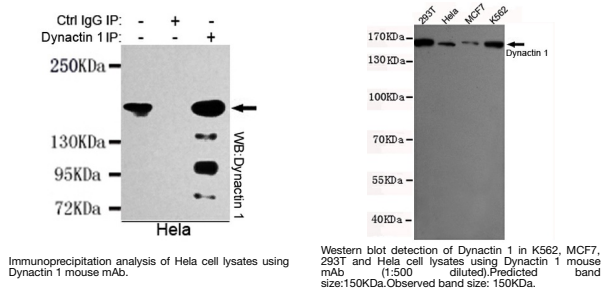 Ctrl IgG IP: - + -
Dynactin 1 IP: - - +
250KDa
130KDa
95KDa
72KDa
WB:Dynactin 1
Hela
Immunoprecipitation analysis of Hela cell lysates using
Dynactin 1 mouse mAb.
293T Hela MCF7 K562
170KDa
130KDa
100KDa
70KDa
55KDa
40KDa
Dynactin 1
Western blot detection of Dynactin 1 in K562, MCF7,
293T and Hela cell lysates using Dynactin 1 mouse
mAb (1:500 diluted).Predicted band
size:150KDa.Observed band size: 150KDa.